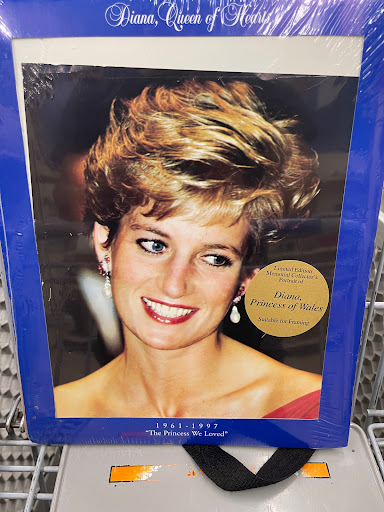 Diana, Queen of Hearts
Limited Edition
Memorial Collector's
Portrait of
Diana,
Princess of Wales
Suitable for Framing
1961-1997
"The Princess We Loved"